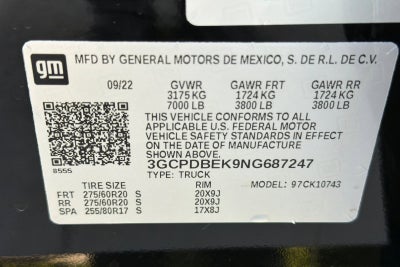 gm
MFD BY GENERAL MOTORS DE MEXICO, S. DE R.L. DE C.V.
09/22 GVWR GAWR FRT GAWR RR
3175 KG 1724 KG 1724 KG
7000 LB 3800 LB 3800 LB
THIS VEHICLE CONFORMS TO ALL
APPLICABLE U.S. FEDERAL MOTOR
VEHICLE SAFETY STANDARDS IN EFFECT
ON THE DATE OF MANUFACTURE
SHOWN ABOVE.
3GCPDBEK9NG687247
8555 TYPE: TRUCK
TIRE SIZE RIM MODEL: 97CK10743
FRT 275/60R20 S 20X9J
RR 275/60R20 S 20X9J
SPA 255/80R17 S 17X8J